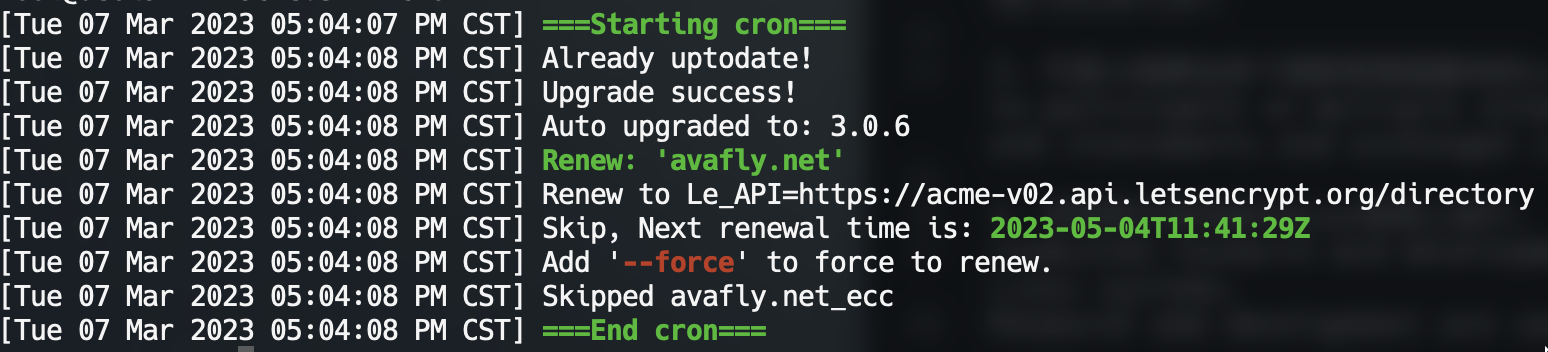 [Tue 07 Mar 2023 05:04:07 PM CST] ===Starting cron===
[Tue 07 Mar 2023 05:04:08 PM CST] Already uptodate!
[Tue 07 Mar 2023 05:04:08 PM CST] Upgrade success!
[Tue 07 Mar 2023 05:04:08 PM CST] Auto upgraded to: 3.0.6
[Tue 07 Mar 2023 05:04:08 PM CST] Renew: 'avafly.net'
[Tue 07 Mar 2023 05:04:08 PM CST] Renew to Le_API=https://acme-v02.api.letsencrypt.org/directory
[Tue 07 Mar 2023 05:04:08 PM CST] Skip, Next renewal time is: 2023-05-04T11:41:29Z
[Tue 07 Mar 2023 05:04:08 PM CST] Add '--force' to force to renew.
[Tue 07 Mar 2023 05:04:08 PM CST] Skipped avafly.net_ecc
[Tue 07 Mar 2023 05:04:08 PM CST] ===End cron===